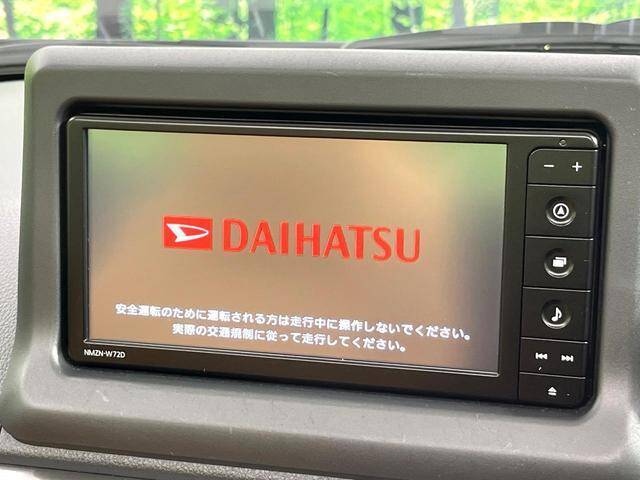 DAIHATSU
安全運転のために運転される方は走行中に操作しないでください。
実際の交通規制に従って走行してください。
NMZN-W72D